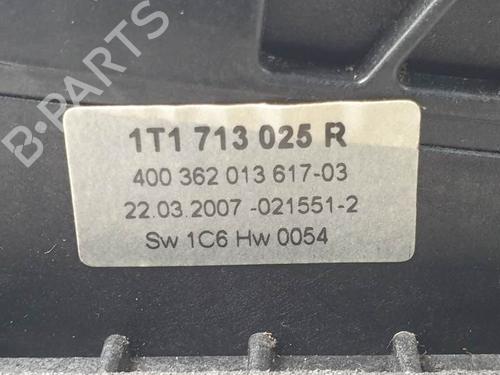 B-PARTS
1T1 713 025 R
400 362 013 617-03
22.03.2007 -021551-2
Sw 1C6 Hw 0054